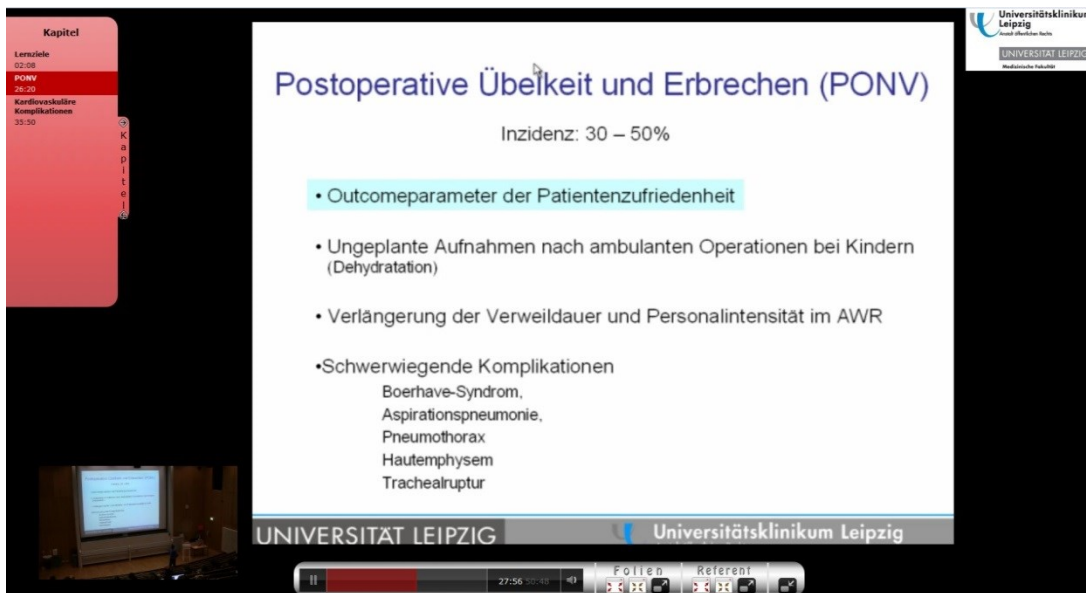 Kapitel
Lernziele
02:08
PONV
26:20
Kardiovaskuläre
Komplikationen
35:50
Kapitel
Universitätsklinikum
Leipzig
Anstalt öffentlichen Rechts
UNIVERSITÄT LEIPZIG
Medizinische Fakultät
Postoperative Übelkeit und Erbrechen (PONV)
Inzidenz: 30 – 50%
• Outcomeparameter der Patientenzufriedenheit
• Ungeplante Aufnahmen nach ambulanten Operationen bei Kindern
(Dehydratation)
• Verlängerung der Verweildauer und Personalintensität im AWR
•Schwerwiegende Komplikationen
Boerhave-Syndrom,
Aspirationspneumonie,
Pneumothorax
Hautemphysem
Trachealruptur
UNIVERSITÄT LEIPZIG
Universitätsklinikum Leipzig
27:56 50:48
Folien
Referent